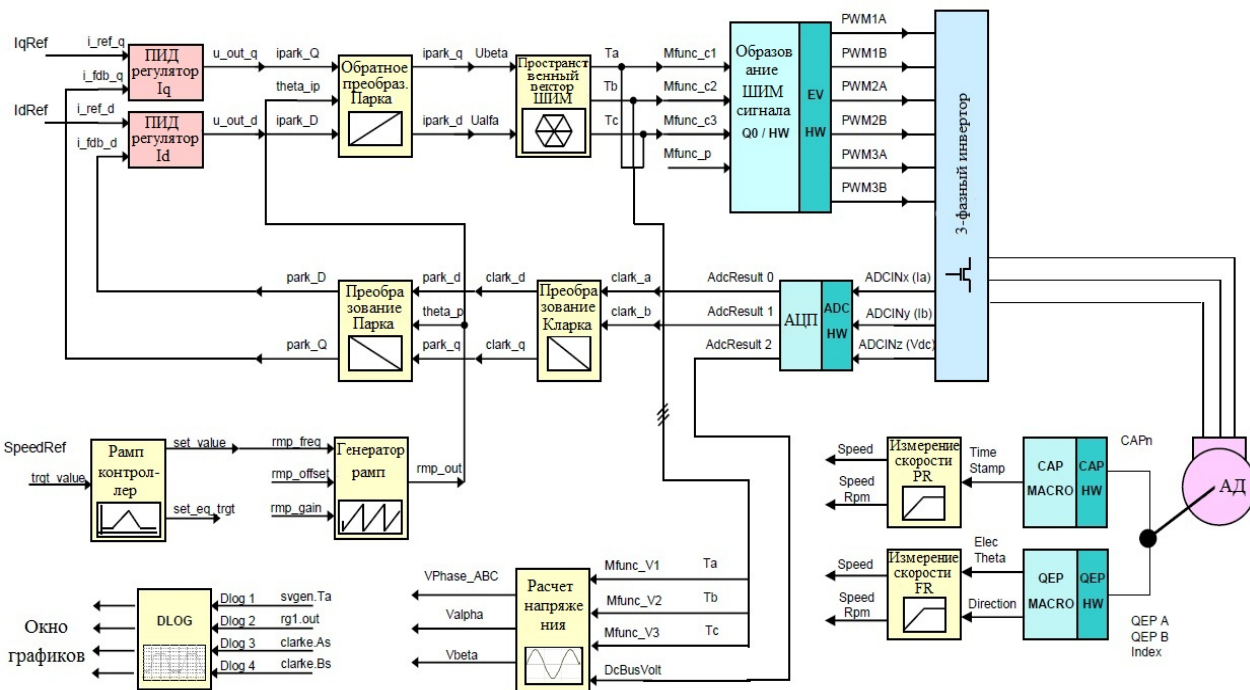 IqRef
i_ref_q
i_fdb_q
IdRef
i_ref_d
i_fdb_d
ПИД
регулятор
Iq
ПИД
регулятор
Id
u_out_q
ipark_Q
theta_ip
u_out_d
ipark_D
Обратное
преобраз.
Парка
ipark_q
Ubeta
ipark_d
Ualfa
Пространст
венный
вектор
ШИМ
Ta
Tb
Tc
Mfunc_c1
Mfunc_c2
Mfunc_c3
Mfunc_p
Образов
ание
ШИМ
сигнала
Q0 / HW
EV
HW
PWM1A
PWM1B
PWM2A
PWM2B
PWM3A
PWM3B
3-фазный инвертор
park_D
park_Q
Преобра
зование
Парка
park_d
theta_p
park_q
clark_d
clark_q
Преобра
зование
Кларка
clark_a
clark_b
AdcResult 0
AdcResult 1
AdcResult 2
АЦП
ADC
HW
ADCINx (Ia)
ADCINy (Ib)
ADCINz (Vdc)
SpeedRef
trgt_value
Рамп
контрол-
лер
set_value
set_eq_trgt
rmp_freq
rmp_offset
rmp_gain
Генератор
рамп
rmp_out
Speed
Speed
Rpm
Измерение
скорости
PR
Time
Stamp
CAP
MACRO
CAP
HW
CAPn
АД
Speed
Speed
Rpm
Измерение
скорости
FR
Elec
Theta
Direction
QEP
MACRO
QEP
HW
QEP A
QEP B
Index
Окно
графиков
DLOG
Dlog 1
svgen.Ta
Dlog 2
rg1.out
Dlog 3
clarke.As
Dlog 4
clarke.Bs
VPhase_ABC
Valpha
Vbeta
Расчет
напряже
ния
Mfunc_V1
Ta
Mfunc_V2
Tb
Mfunc_V3
Tc
DcBusVolt